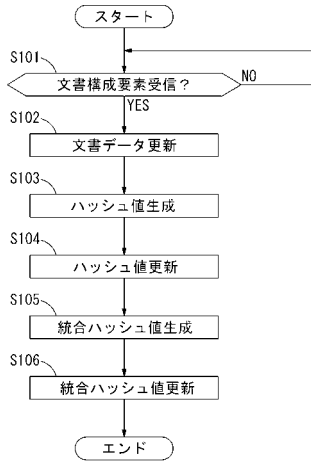 スタート
S101
文書構成要素受信?
NO
YES
S102
文書データ更新
S103
ハッシュ値生成
S104
ハッシュ値更新
S105
統合ハッシュ値生成
S106
統合ハッシュ値更新
エンド